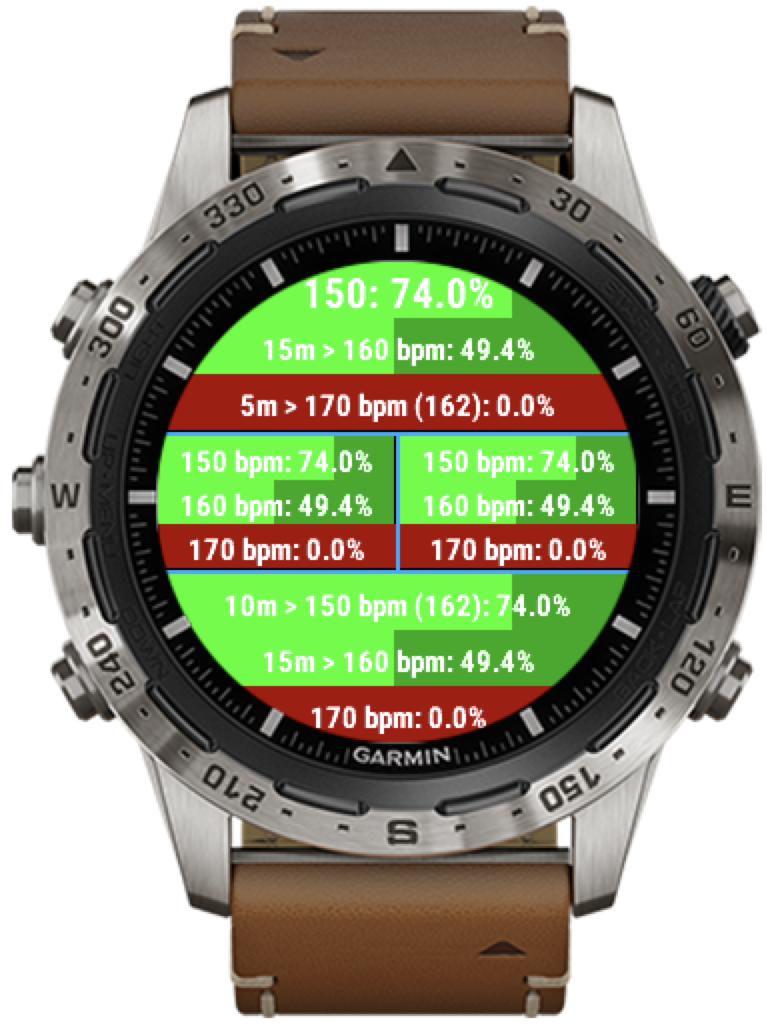 330
30
300
60
150: 74.0%
15m > 160 bpm: 49.4%
5m > 170 bpm (162): 0.0%
150 bpm: 74.0% 150 bpm: 74.0%
W 160 bpm: 49.4% 160 bpm: 49.4% E
170 bpm: 0.0% 170 bpm: 0.0%
10m > 150 bpm (162): 74.0%
15m > 160 bpm: 49.4%
240
120
170 bpm: 0.0%
GARMIN
210
150
S